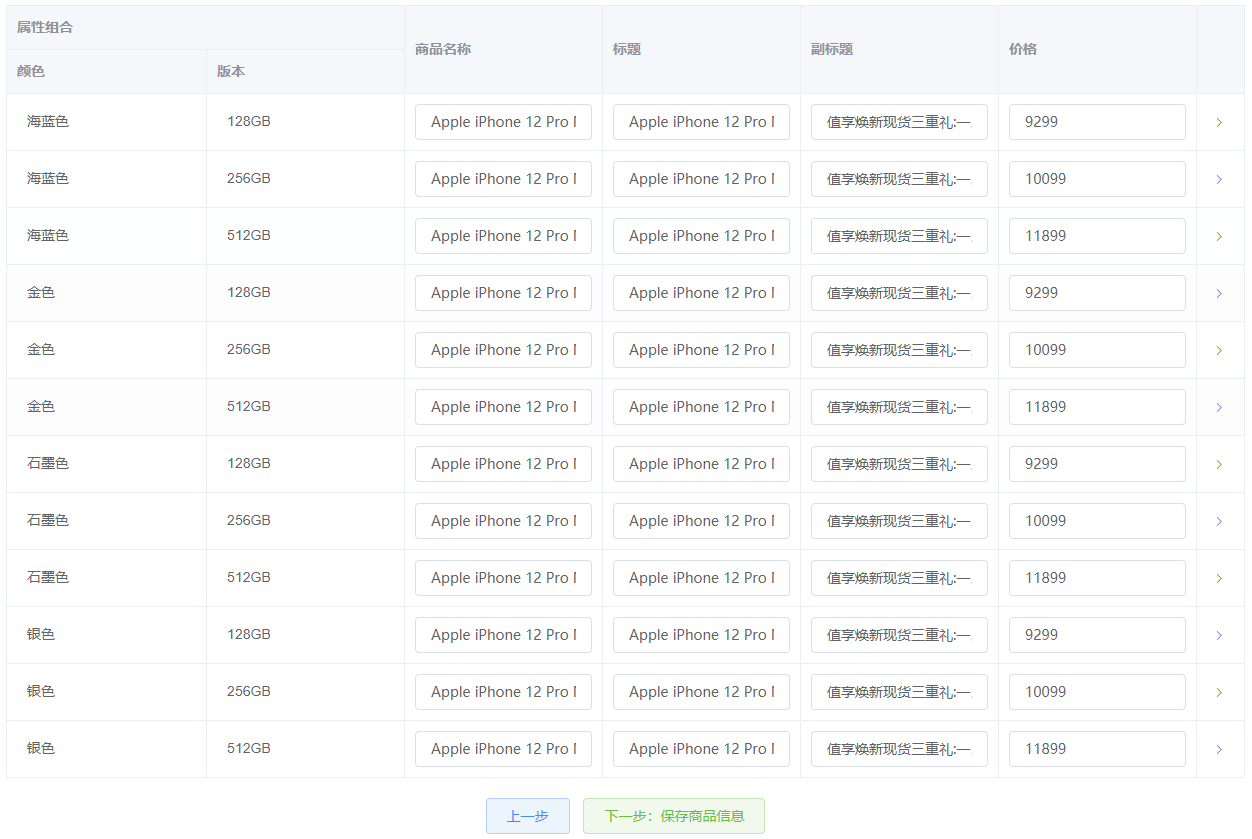 属性组合 商品名称 标题 副标题 价格
颜色 版本
海蓝色 128GB Apple iPhone 12 Pro 值享焕新现货三重礼:一 9299
海蓝色 256GB Apple iPhone 12 Pro Apple iPhone 12 Pro 值享焕新现货三重礼:一 10099
海蓝色 512GB Apple iPhone 12 Pro Apple iPhone 12 Pro 值享焕新现货三重礼:一 11899
金色 128GB Apple iPhone 12 Pro Apple iPhone 12 Pro 值享焕新现货三重礼:一 9299
金色 256GB Apple iPhone 12 Pro Apple iPhone 12 Pro 值享焕新现货三重礼:一 10099
金色 512GB Apple iPhone 12 Pro Apple iPhone 12 Pro 值享焕新现货三重礼:一 11899
石墨色 128GB Apple iPhone 12 Pro Apple iPhone 12 Pro 值享焕新现货三重礼:一 9299
石墨色 256GB Apple iPhone 12 Pro Apple iPhone 12 Pro 值享焕新现货三重礼:一 10099
石墨色 512GB Apple iPhone 12 Pro Apple iPhone 12 Pro 值享焕新现货三重礼:一 11899
银色 128GB Apple iPhone 12 Pro Apple iPhone 12 Pro 值享焕新现货三重礼:一 9299
银色 256GB Apple iPhone 12 Pro Apple iPhone 12 Pro 值享焕新现货三重礼:一 10099
银色 512GB Apple iPhone 12 Pro Apple iPhone 12 Pro 值享焕新现货三重礼:一 11899
上一步 下一步：保存商品信息